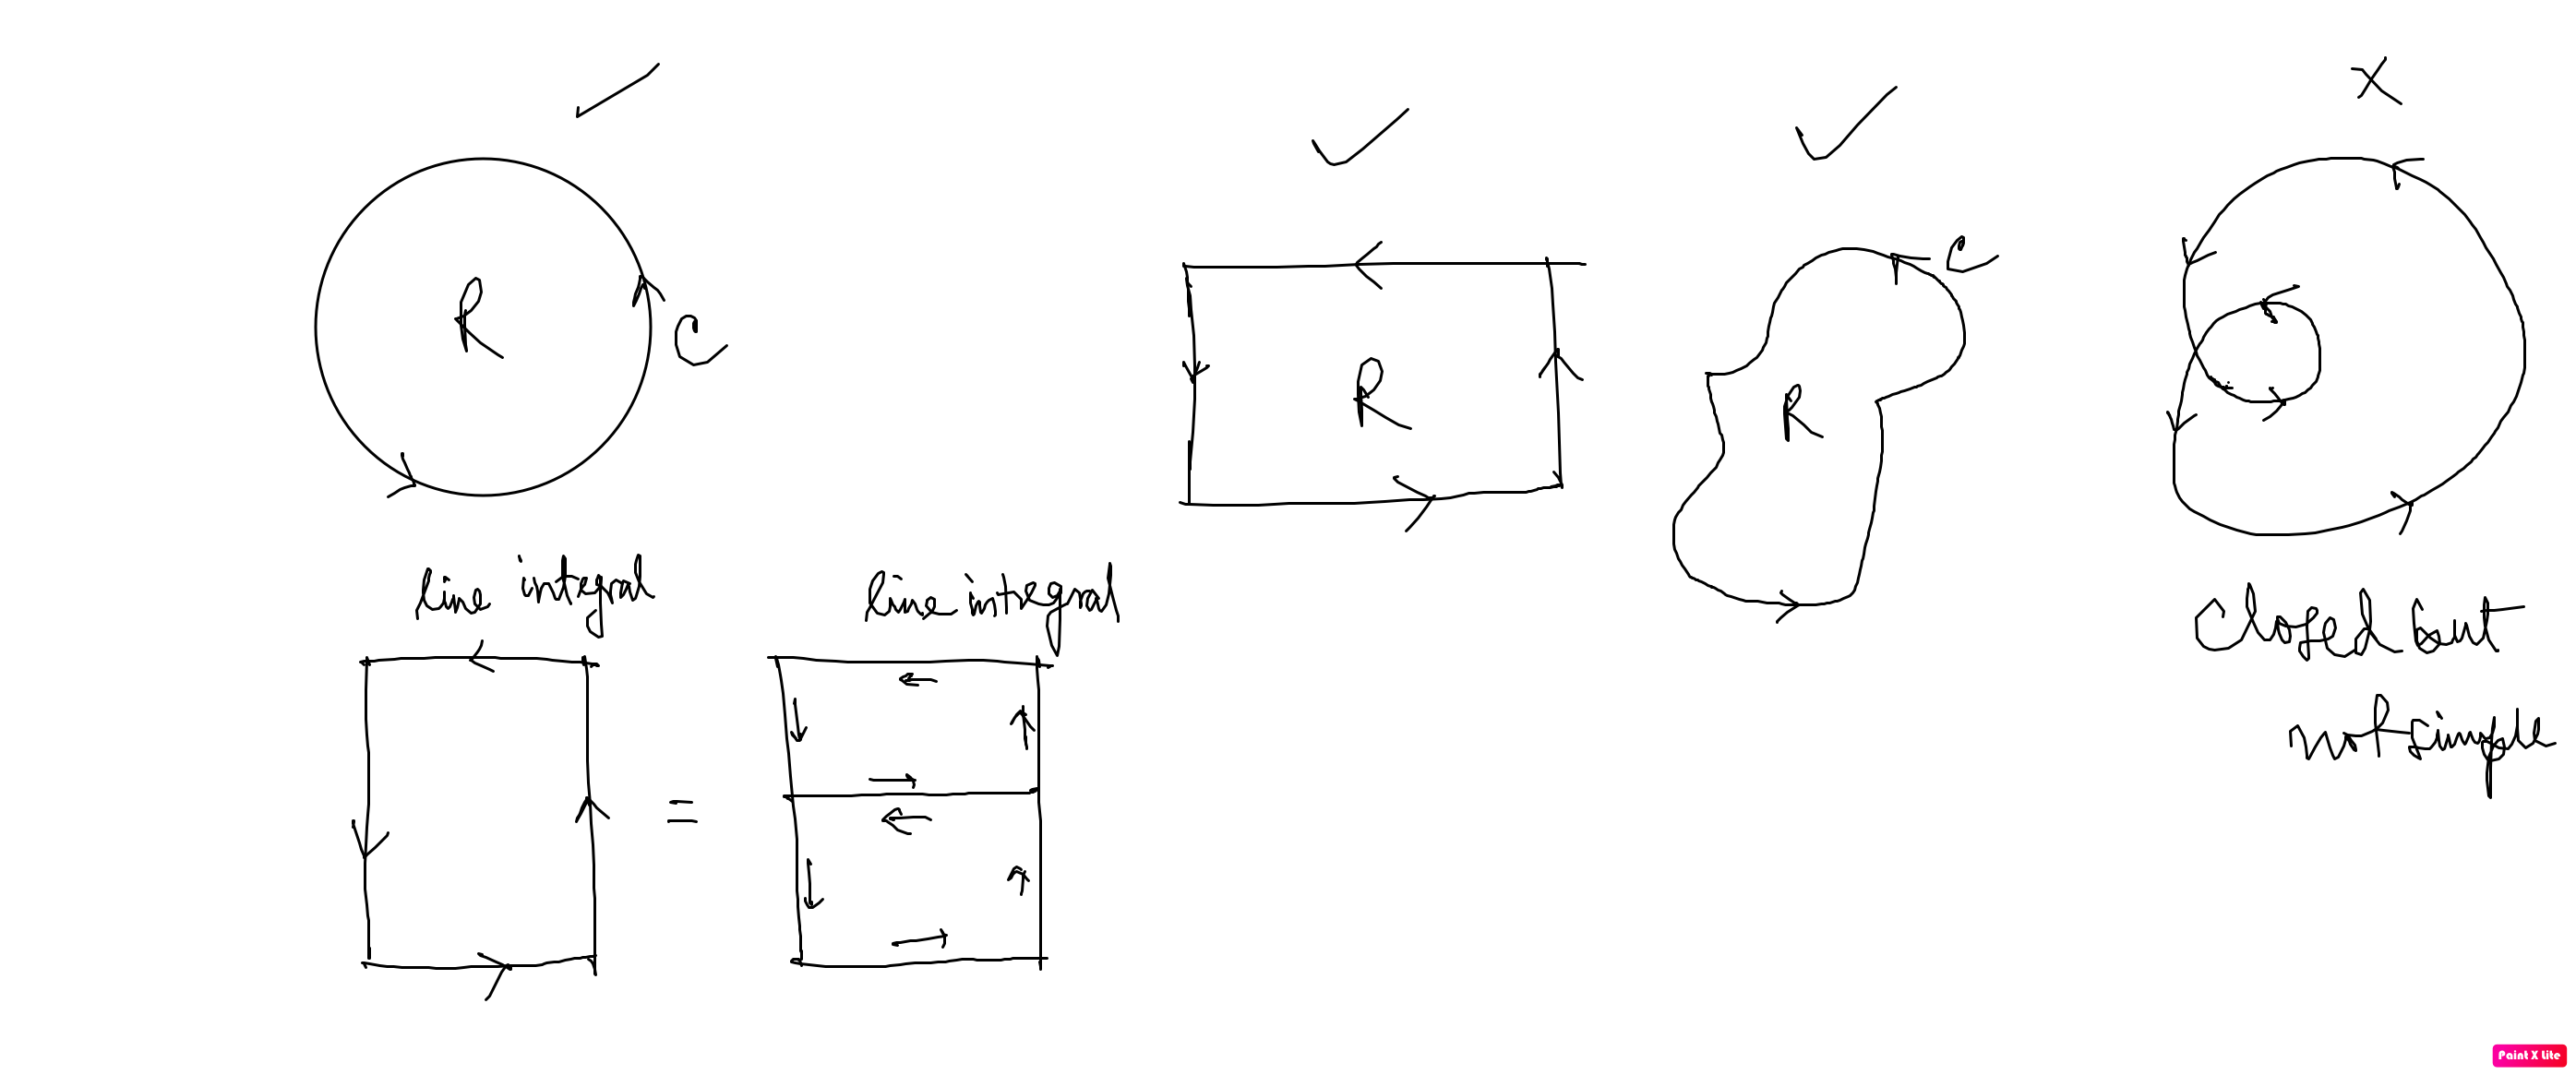 R
C
R
C
R
line integral
line integral
=
closed but
not simple
Paint X Lite